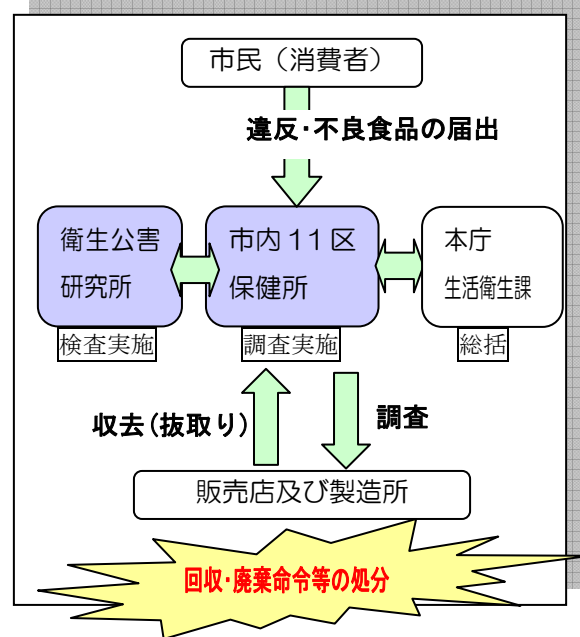 市民（消費者）
違反・不良食品の届出
衛生公害
研究所
市内11区
保健所
本庁
生活衛生課
検査実施
調査実施
総括
収去(抜取り)
調査
販売店及び製造所
回収・廃棄命令等の処分